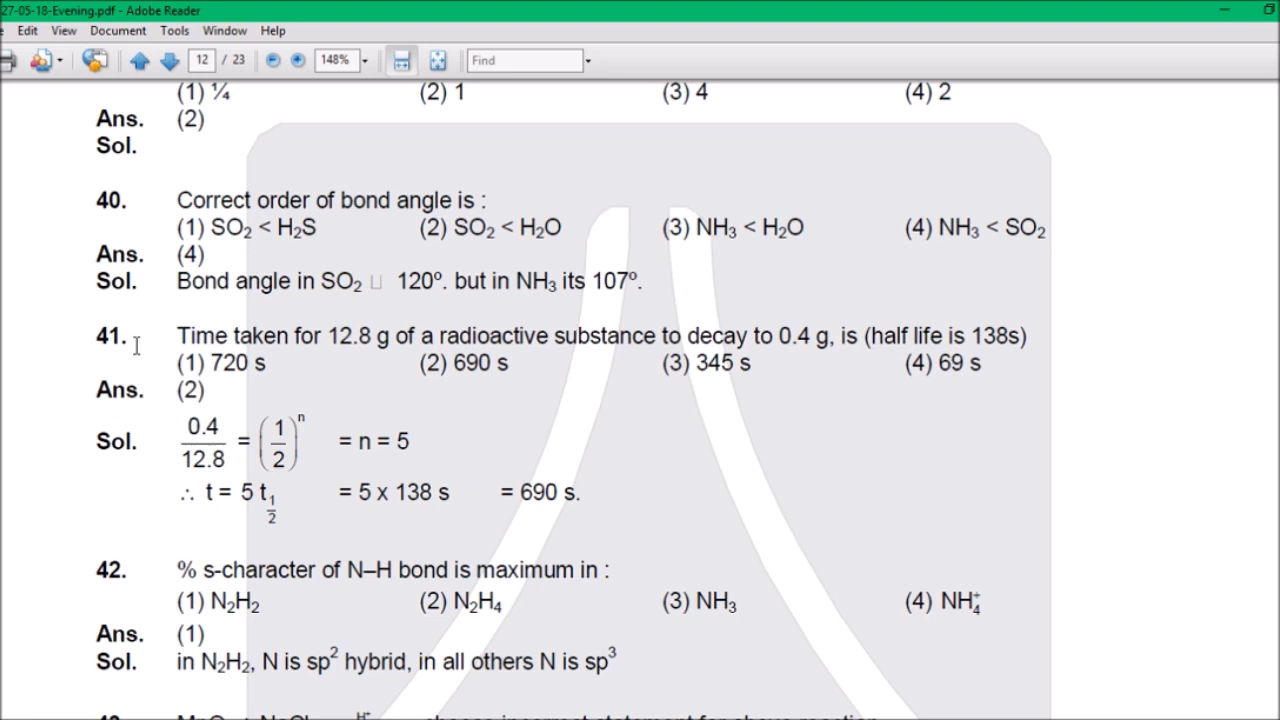 27-05-18-Evening.pdf - Adobe Reader
Edit View Document Tools Window Help
12 / 23 148% Find
(1) ¼ (2) 1 (3) 4 (4) 2
Ans. (2)
Sol.
40. Correct order of bond angle is :
(1) SO₂ < H₂S (2) SO₂ < H₂O (3) NH₃ < H₂O (4) NH₃ < SO₂
Ans. (4)
Sol. Bond angle in SO₂ 120º. but in NH₃ its 107º.
41. Time taken for 12.8 g of a radioactive substance to decay to 0.4 g, is (half life is 138s)
(1) 720 s (2) 690 s (3) 345 s (4) 69 s
Ans. (2)
Sol. 0.4/12.8 = (1/2)ⁿ = n = 5
∴ t = 5 t1/2 = 5 x 138 s = 690 s.
42. % s-character of N–H bond is maximum in :
(1) N₂H₂ (2) N₂H₄ (3) NH₃ (4) NH₄⁺
Ans. (1)
Sol. in N₂H₂, N is sp² hybrid, in all others N is sp³